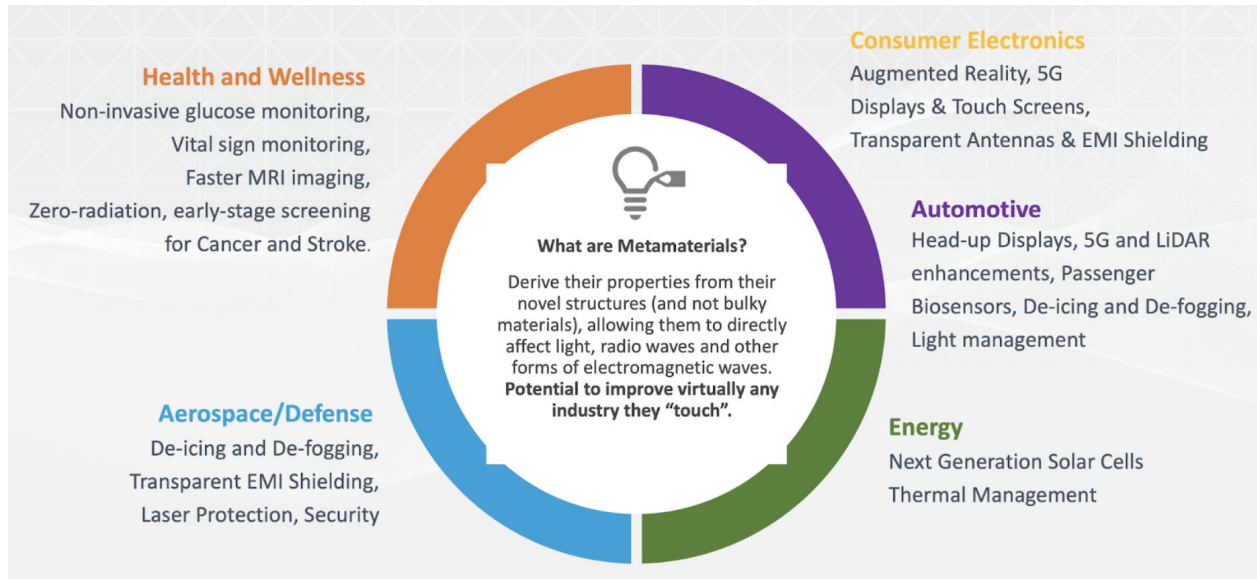 Health and Wellness
Non-invasive glucose monitoring,
Vital sign monitoring,
Faster MRI imaging,
Zero-radiation, early-stage screening
for Cancer and Stroke.
Aerospace/Defense
De-icing and De-fogging,
Transparent EMI Shielding,
Laser Protection, Security
What are Metamaterials?
Derive their properties from their
novel structures (and not bulky
materials), allowing them to directly
affect light, radio waves and other
forms of electromagnetic waves.
Potential to improve virtually any
industry they “touch”.
Consumer Electronics
Augmented Reality, 5G
Displays & Touch Screens,
Transparent Antennas & EMI Shielding
Automotive
Head-up Displays, 5G and LiDAR
enhancements, Passenger
Biosensors, De-icing and De-fogging,
Light management
Energy
Next Generation Solar Cells
Thermal Management